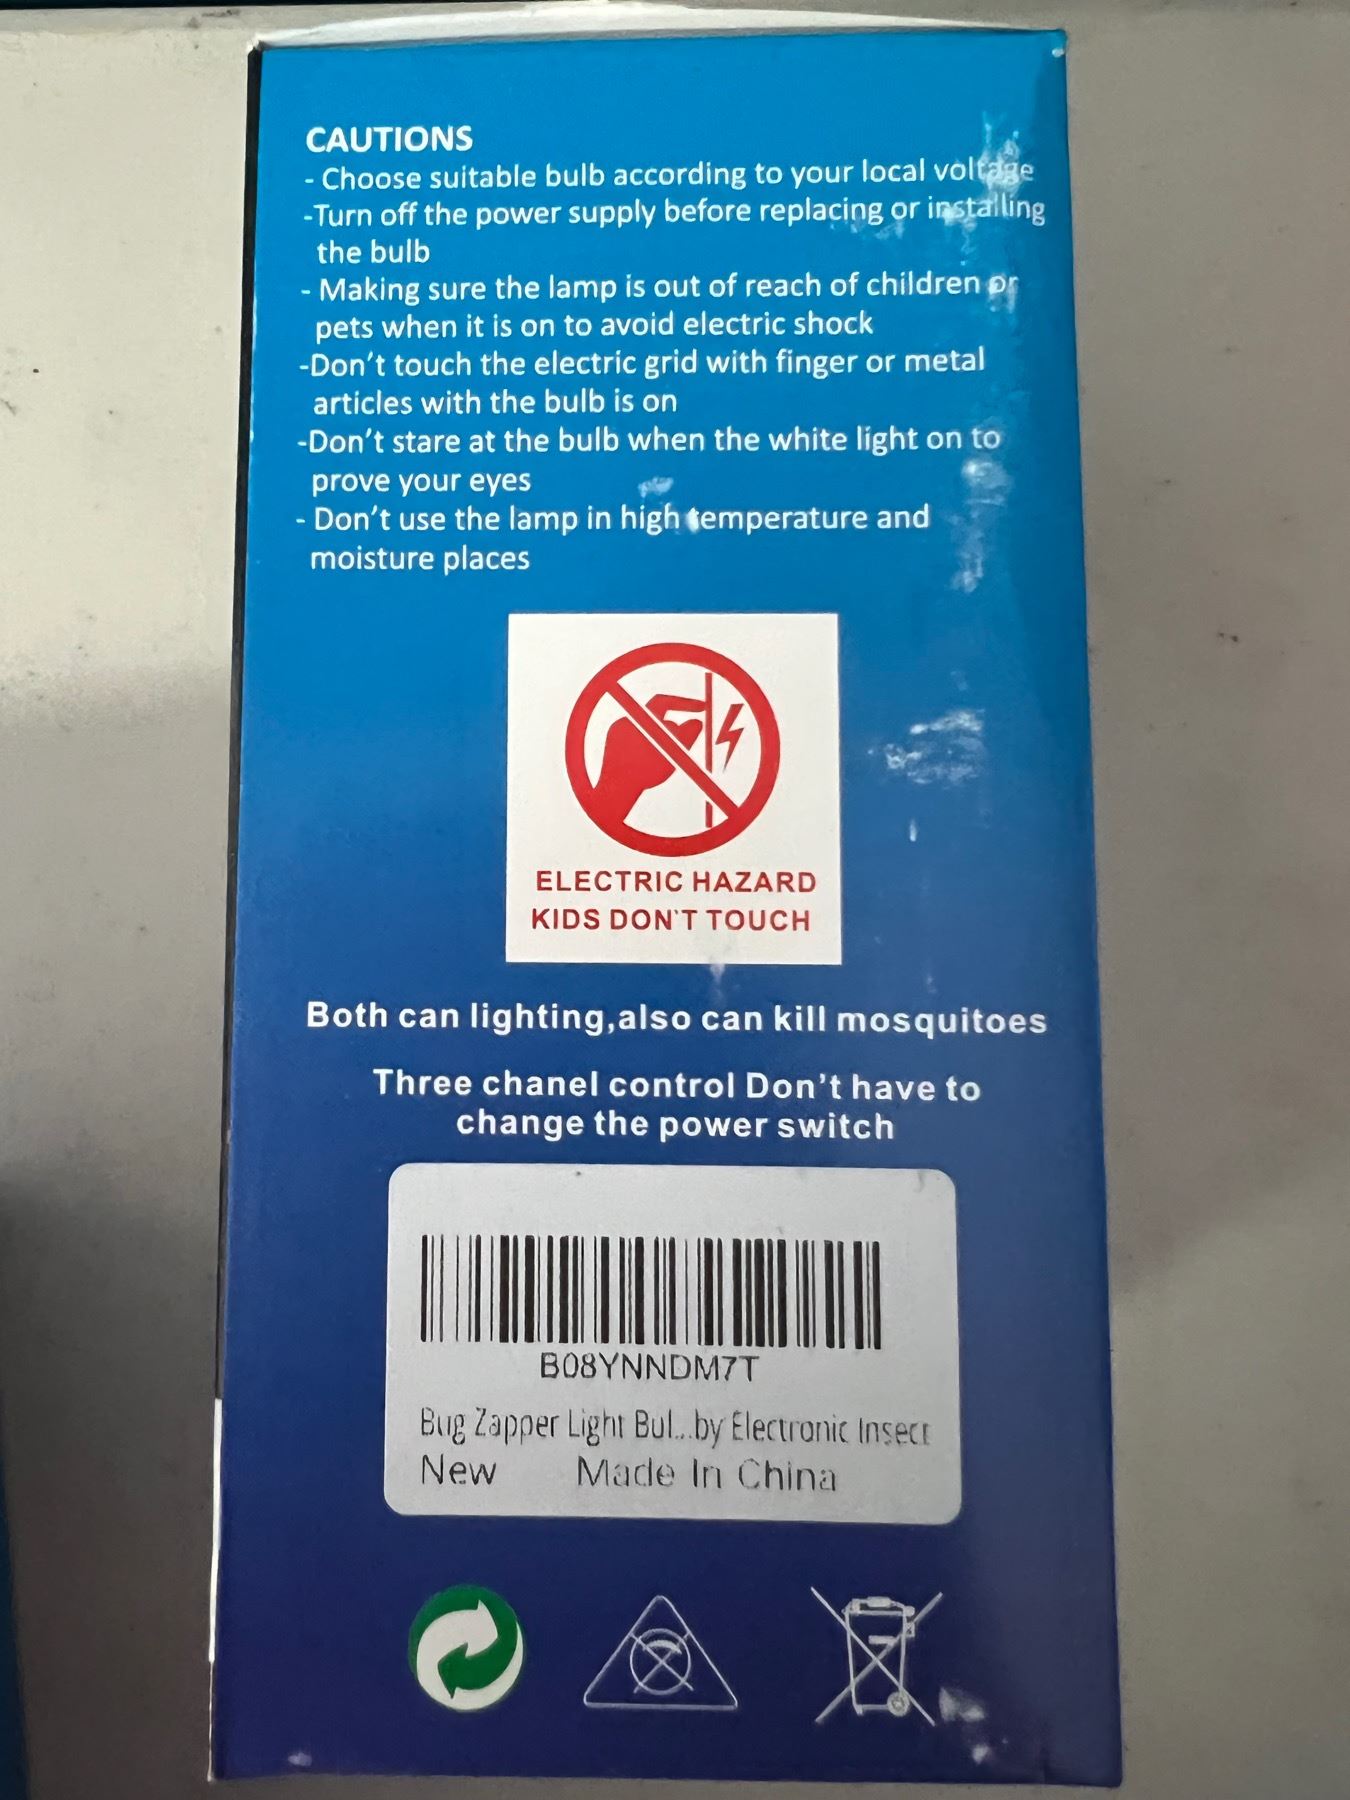 CAUTIONS
- Choose suitable bulb according to your local voltage
-Turn off the power supply before replacing or installing
the bulb
- Making sure the lamp is out of reach of children or
pets when it is on to avoid electric shock
-Don't touch the electric grid with finger or metal
articles with the bulb is on
-Don't stare at the bulb when the white light on to
prove your eyes
- Don't use the lamp in high temperature and
moisture places
ELECTRIC HAZARD
KIDS DON'T TOUCH
Both can lighting,also can kill mosquitoes
Three chanel control Don't have to
change the power switch
B08YNNDM7T
Bug Zapper Light Bul...by Electronic Insect
New Made In China